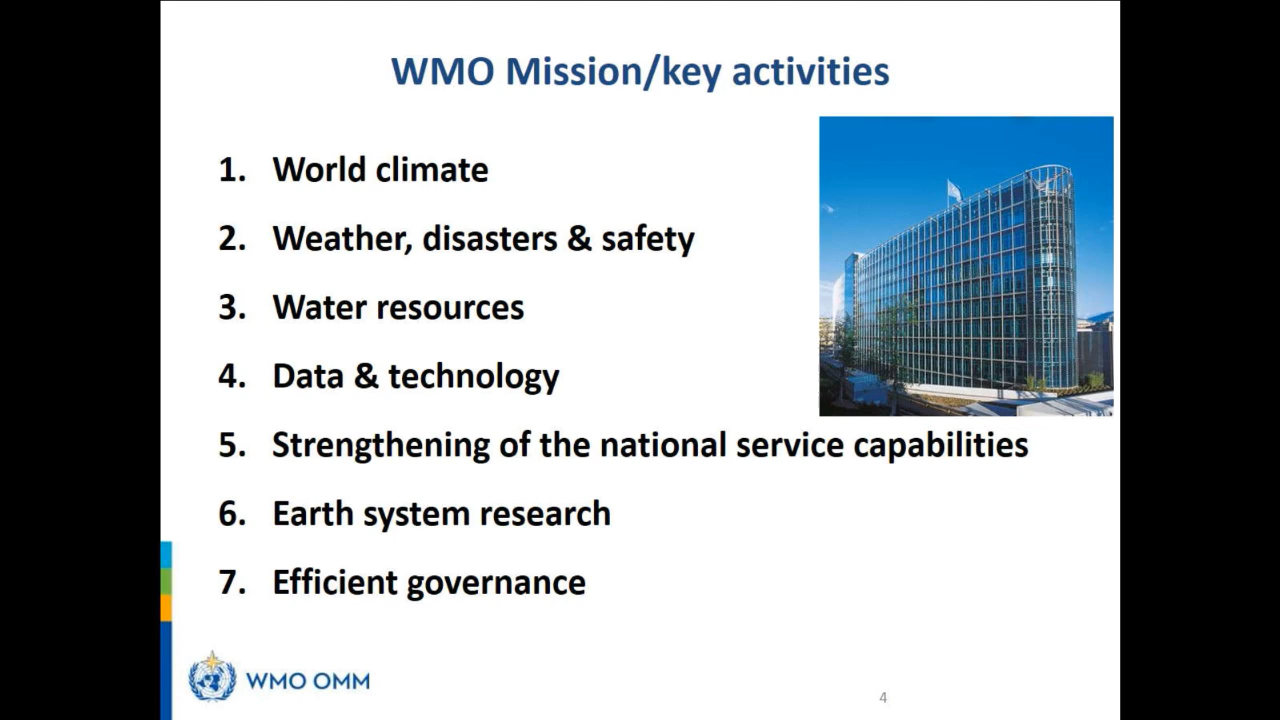 WMO Mission/key activities
1. World climate
2. Weather, disasters & safety
3. Water resources
4. Data & technology
5. Strengthening of the national service capabilities
6. Earth system research
7. Efficient governance
WMO OMM
4